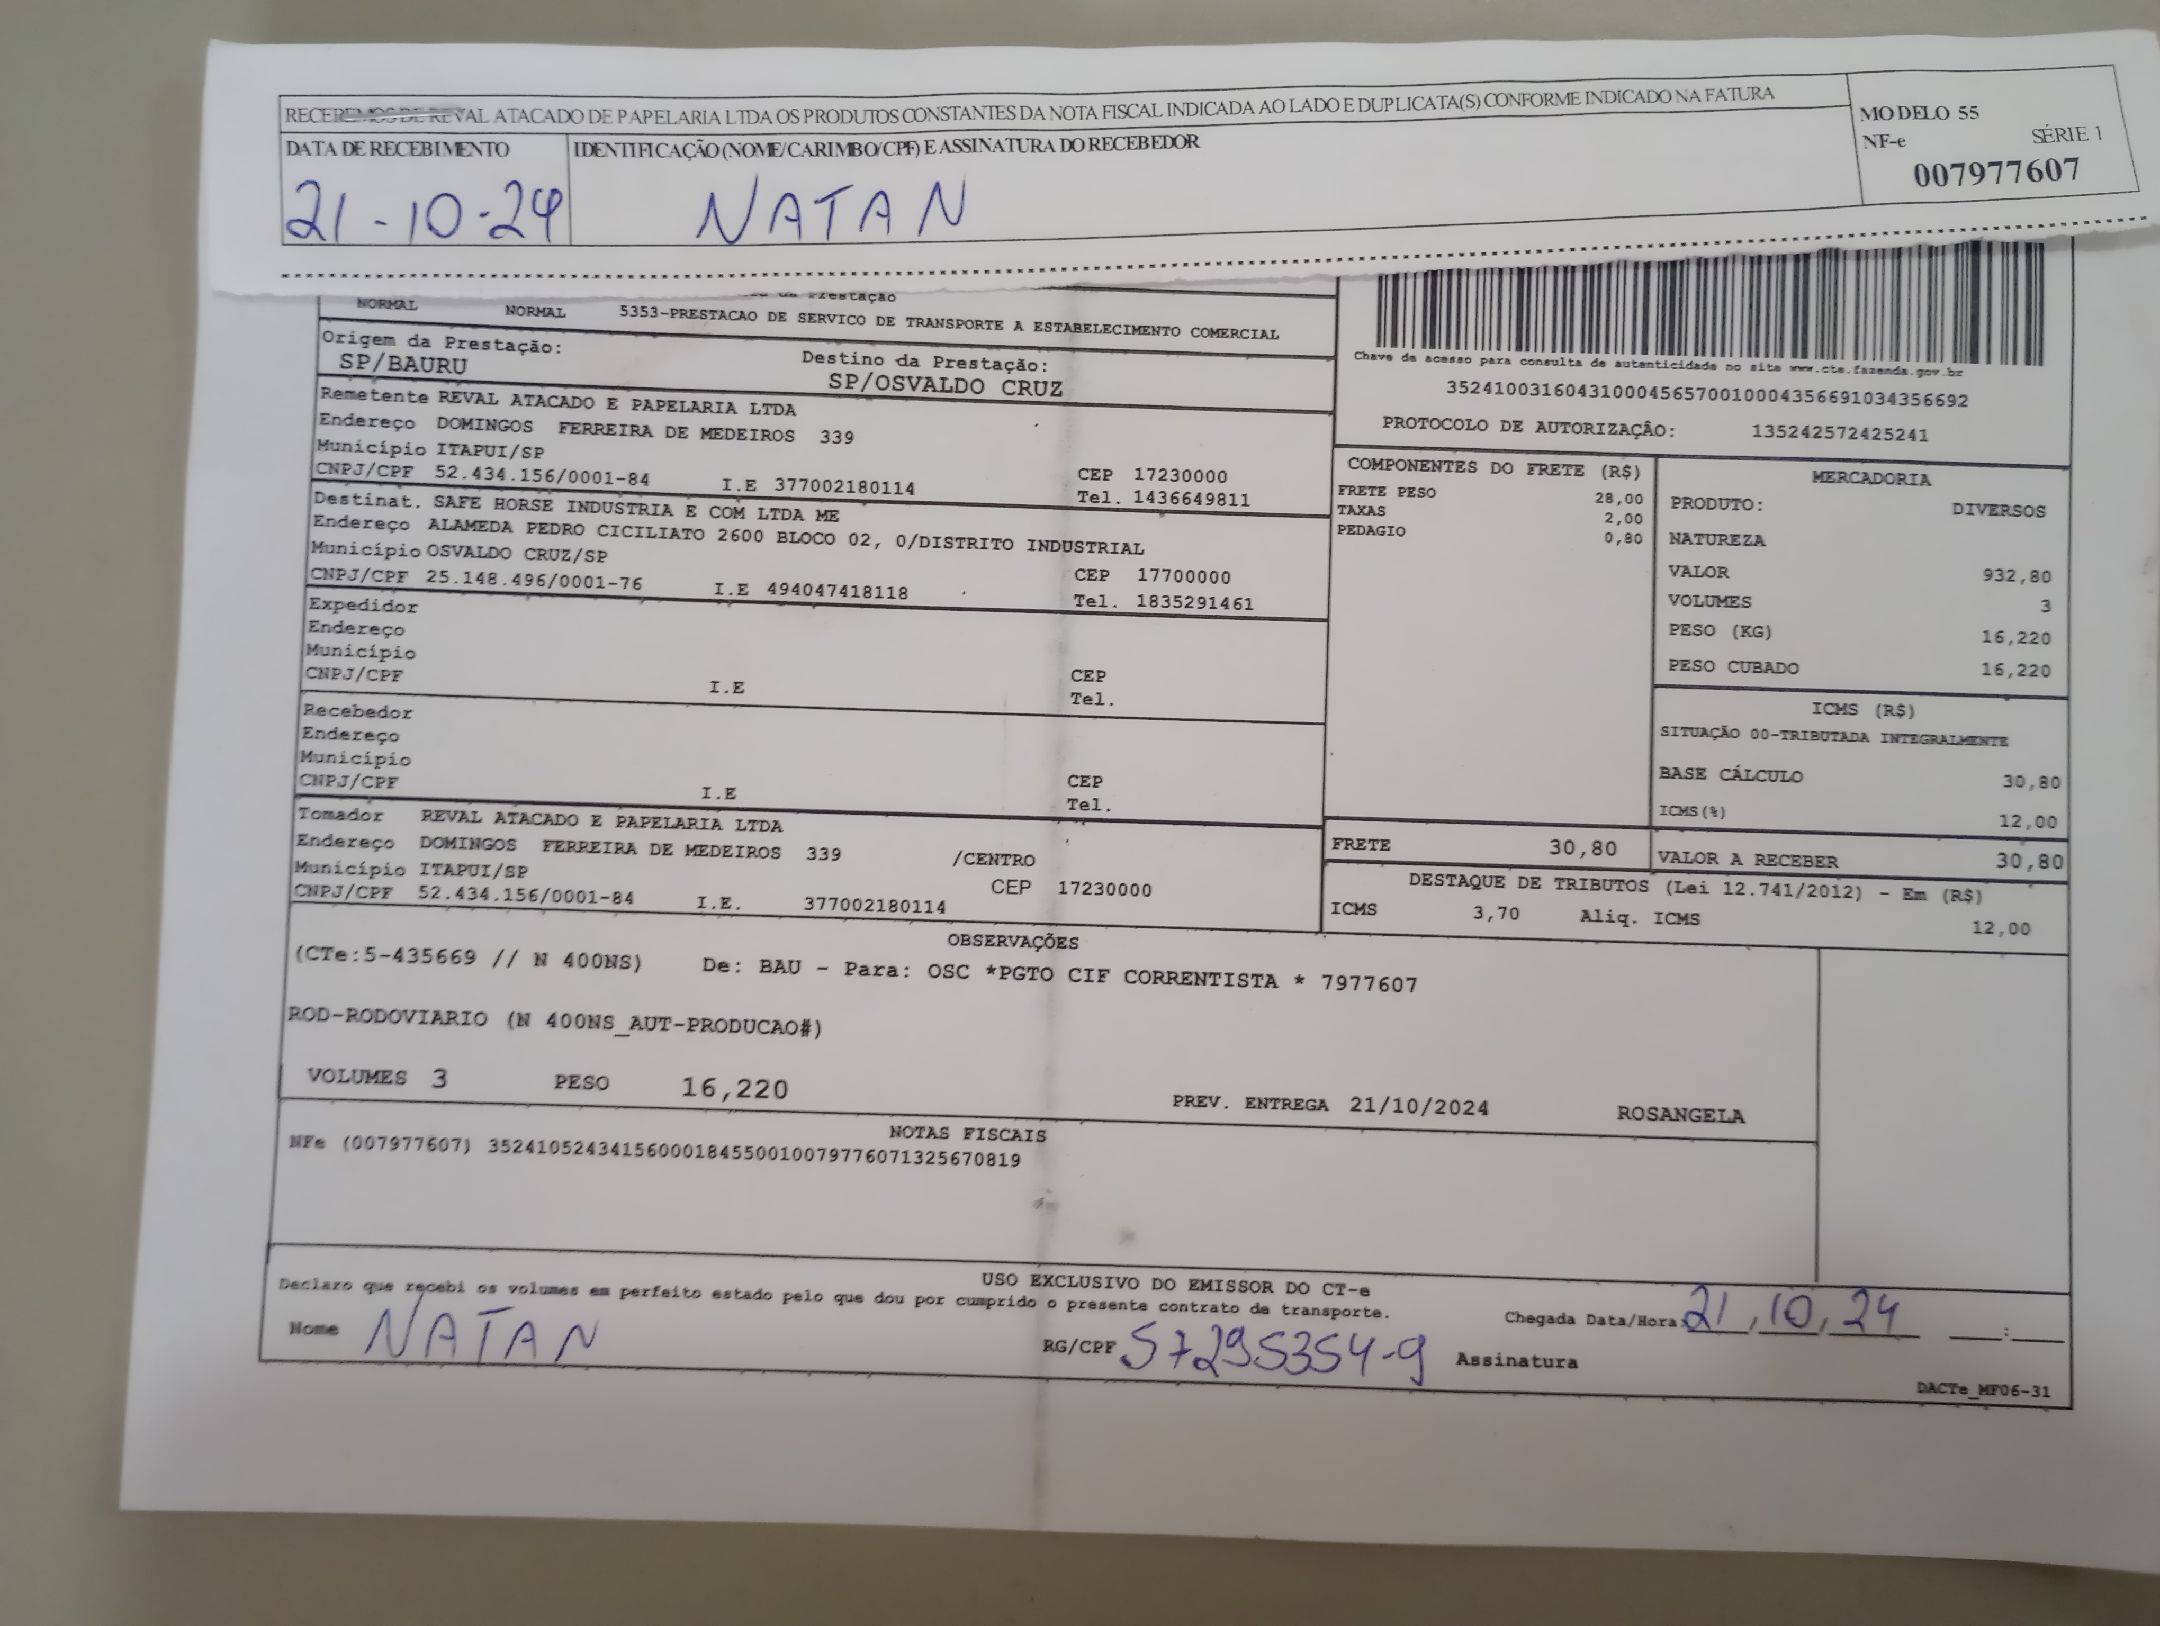 RECEBEMOS DE REVAL ATACADO DE PAPELARIA LTDA OS PRODUTOS CONSTANTES DA NOTA FISCAL INDICADA AO LADO E DUPLICATA(S) CONFORME INDICADO NA FATURA
MODELO 55
NF-e SÉRIE 1
007977607
DATA DE RECEBIMENTO IDENTIFICAÇÃO (NOME/CARIMBO/CPF) E ASSINATURA DO RECEBEDOR
21-10-24 NATAN
Prestação
NORMAL NORMAL 5353-PRESTACAO DE SERVICO DE TRANSPORTE A ESTABELECIMENTO COMERCIAL
Origem da Prestação: Destino da Prestação:
SP/BAURU SP/OSVALDO CRUZ
Chave de acesso para consulta de autenticidade no site www.cte.fazenda.gov.br
35241003160431000456570010004356691034356692
PROTOCOLO DE AUTORIZAÇÃO: 135242572425241
Remetente REVAL ATACADO E PAPELARIA LTDA
Endereço DOMINGOS FERREIRA DE MEDEIROS 339
Município ITAPUI/SP CEP 17230000
CNPJ/CPF 52.434.156/0001-84 I.E 377002180114 Tel. 1436649811
Destinat. SAFE HORSE INDUSTRIA E COM LTDA ME
Endereço ALAMEDA PEDRO CICILIATO 2600 BLOCO 02, 0/DISTRITO INDUSTRIAL
Município OSVALDO CRUZ/SP CEP 17700000
CNPJ/CPF 25.148.496/0001-76 I.E 494047418118 Tel. 1835291461
Expedidor
Endereço
Município CEP
CNPJ/CPF I.E Tel.
Recebedor
Endereço
Município CEP
CNPJ/CPF I.E Tel.
Tomador REVAL ATACADO E PAPELARIA LTDA
Endereço DOMINGOS FERREIRA DE MEDEIROS 339 /CENTRO
Município ITAPUI/SP CEP 17230000
CNPJ/CPF 52.434.156/0001-84 I.E. 377002180114
COMPONENTES DO FRETE (R$)
FRETE PESO 28,00
TAXAS 2,00
PEDAGIO 0,80
MERCADORIA
PRODUTO: DIVERSOS
NATUREZA
VALOR 932,80
VOLUMES 3
PESO (KG) 16,220
PESO CUBADO 16,220
ICMS (R$)
SITUAÇÃO 00-TRIBUTADA INTEGRALMENTE
BASE CÁLCULO 30,80
ICMS(%) 12,00
FRETE 30,80 VALOR A RECEBER 30,80
DESTAQUE DE TRIBUTOS (Lei 12.741/2012) - Em (R$)
ICMS 3,70 Aliq. ICMS 12,00
OBSERVAÇÕES
(CTe:5-435669 // N 400NS) De: BAU - Para: OSC *PGTO CIF CORRENTISTA * 7977607
ROD-RODOVIARIO (N 400NS_AUT-PRODUCAO#)
VOLUMES 3 PESO 16,220 PREV. ENTREGA 21/10/2024 ROSANGELA
NOTAS FISCAIS
NFe (007977607) 35241052434156000184550010079776071325670819
USO EXCLUSIVO DO EMISSOR DO CT-e
Declaro que recebi os volumes em perfeito estado pelo que dou por cumprido o presente contrato de transporte.
Chegada Data/Hora: 21,10,24 __:__
Nome NATAN RG/CPF 57295354-9 Assinatura
DACTe_MF06-31